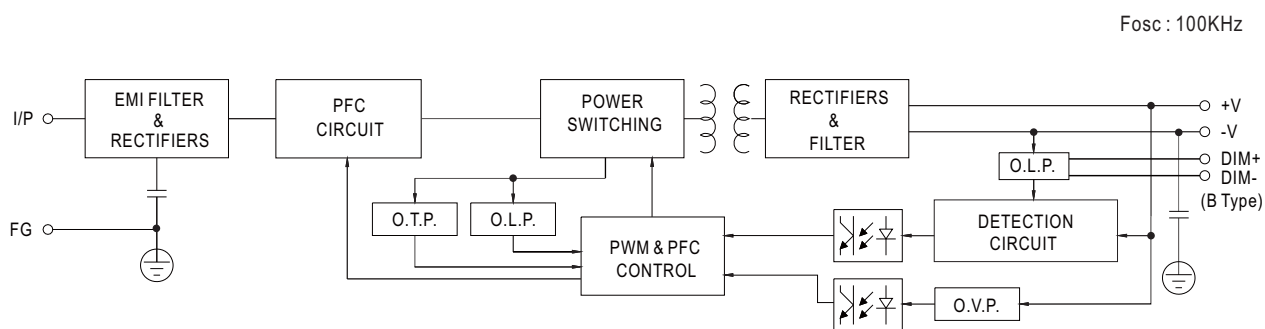 Fosc : 100KHz
I/P
EMI FILTER
&
RECTIFIERS
PFC
CIRCUIT
POWER
SWITCHING
RECTIFIERS
&
FILTER
+V
-V
DIM+
DIM-
(B Type)
O.L.P.
FG
O.T.P.
O.L.P.
PWM & PFC
CONTROL
DETECTION
CIRCUIT
O.V.P.